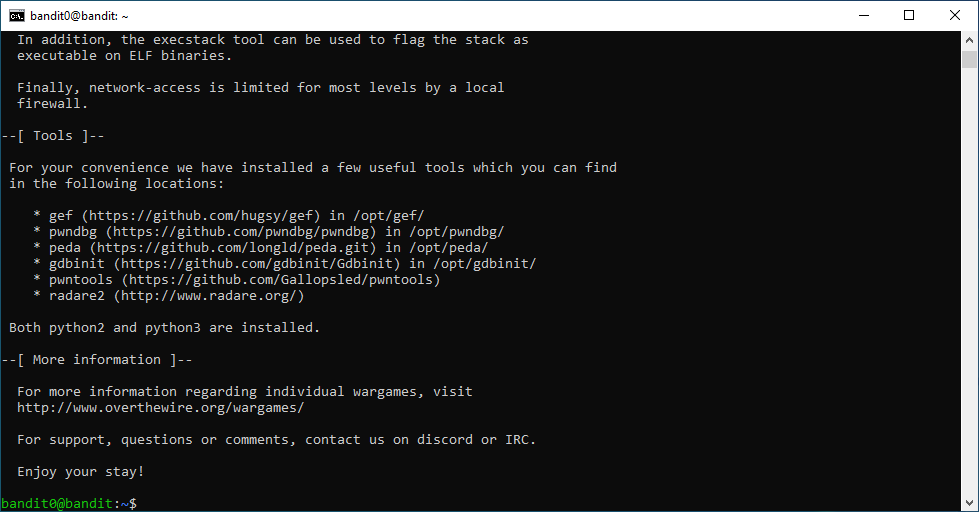 bandit0@bandit: ~
In addition, the execstack tool can be used to flag the stack as
executable on ELF binaries.
Finally, network-access is limited for most levels by a local
firewall.
--[ Tools ]--
For your convenience we have installed a few useful tools which you can find
in the following locations:
* gef (https://github.com/hugsy/gef) in /opt/gef/
* pwndbg (https://github.com/pwndbg/pwndbg) in /opt/pwndbg/
* peda (https://github.com/longld/peda.git) in /opt/peda/
* gdbinit (https://github.com/gdbinit/Gdbinit) in /opt/gdbinit/
* pwntools (https://github.com/Gallopsled/pwntools)
* radare2 (http://www.radare.org/)
Both python2 and python3 are installed.
--[ More information ]--
For more information regarding individual wargames, visit
http://www.overthewire.org/wargames/
For support, questions or comments, contact us on discord or IRC.
Enjoy your stay!
bandit0@bandit:~$